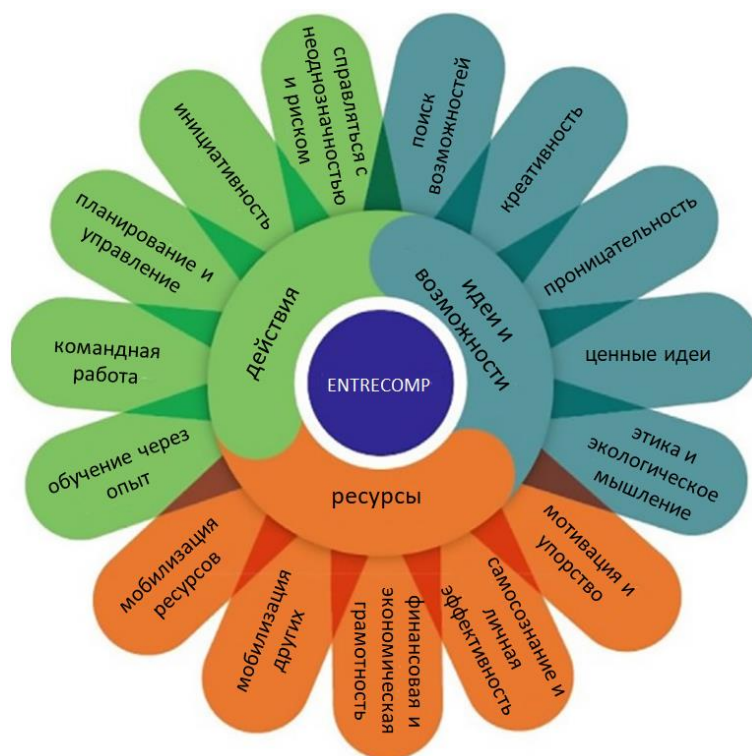 ENTRECOMP
идеи и
возможности
поиск
возможностей
креативность
проницательность
ценные идеи
этика и
экологическое
мышление
ресурсы
мотивация и
упорство
самосознание и
личная
эффективность
финансовая и
экономическая
грамотность
мобилизация
других
мобилизация
ресурсов
действия
обучение через
опыт
командная
работа
планирование и
управление
инициативность
справляться с
неоднозначностью
и риском